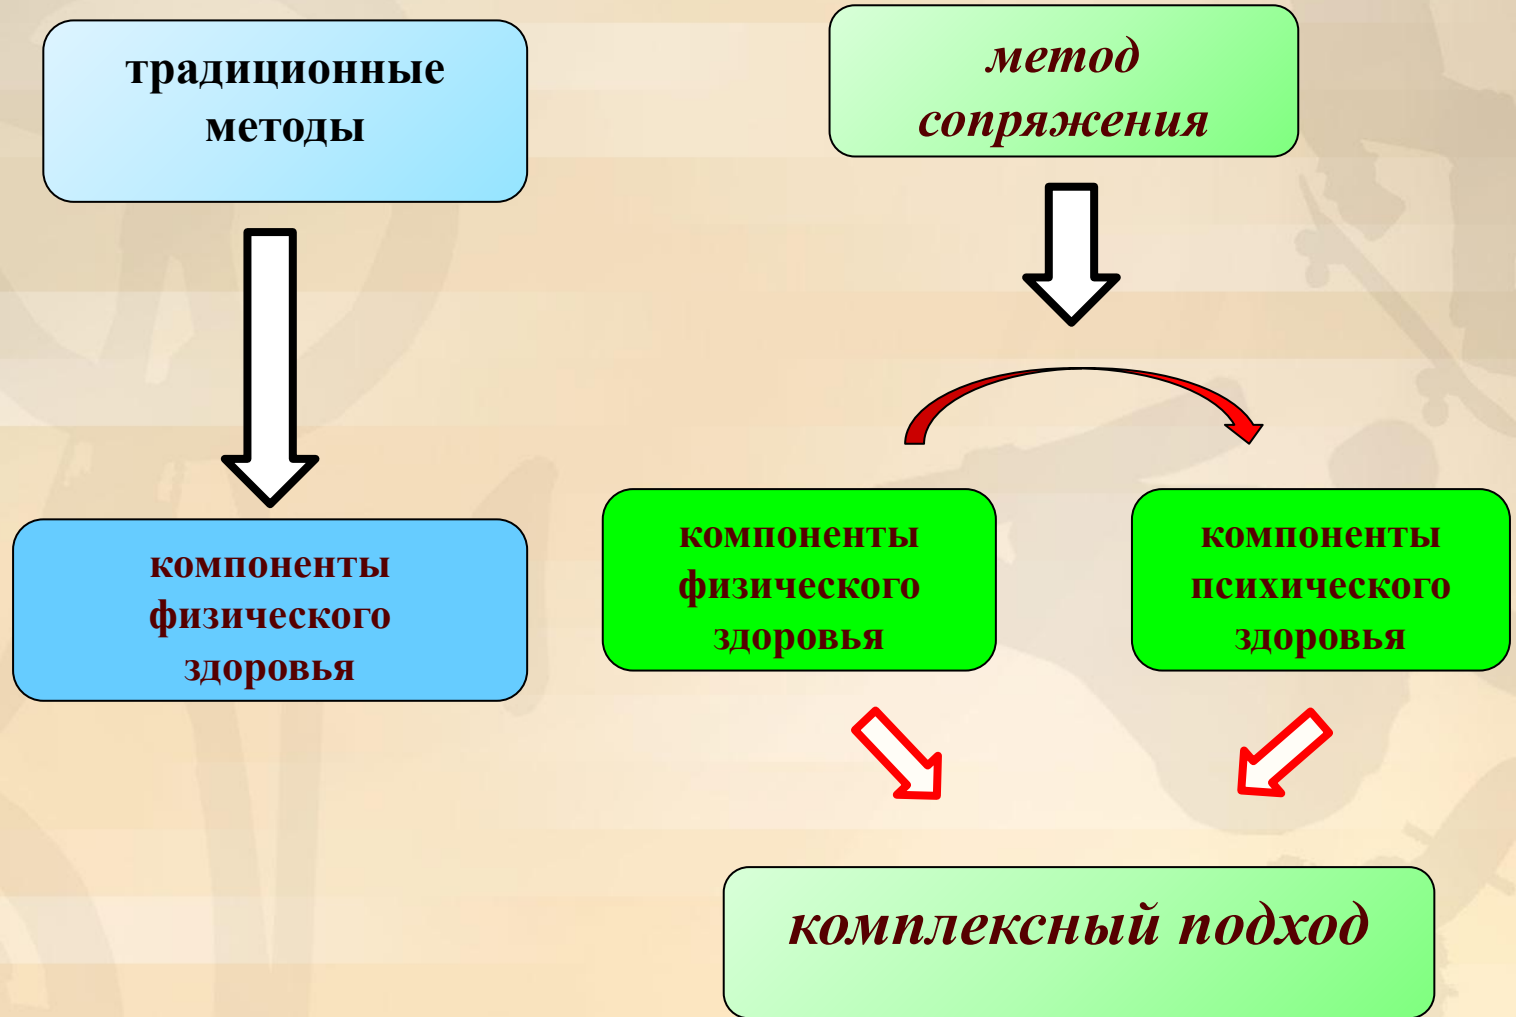 традиционные
методы
метод
сопряжения
компоненты
физического
здоровья
компоненты
физического
здоровья
компоненты
психического
здоровья
комплексный подход